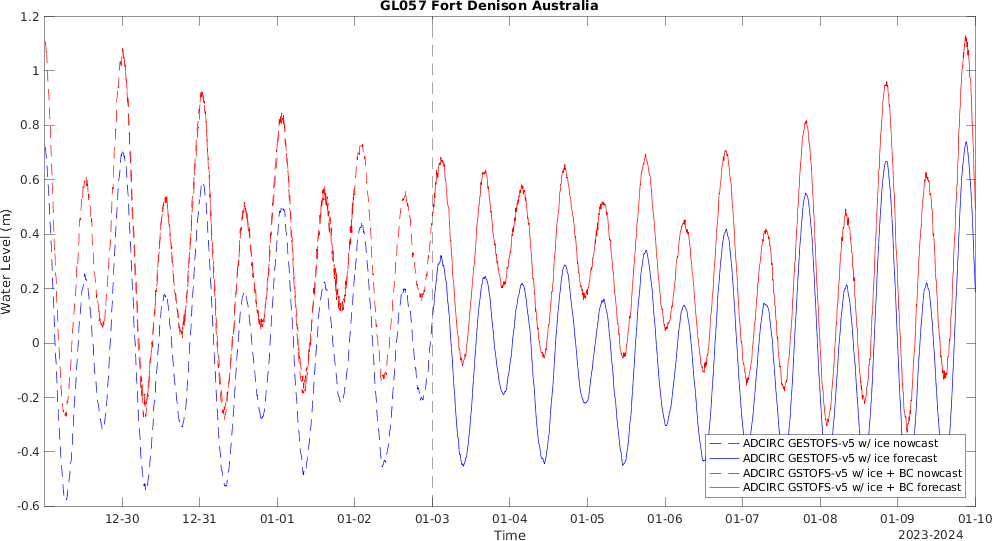 GL057 Fort Denison Australia
1.2
1
0.8
0.6
0.4
0.2
0
-0.2
-0.4
-0.6
Water Level (m)
ADCIRC GESTOFS-v5 w/ ice nowcast
ADCIRC GESTOFS-v5 w/ ice forecast
ADCIRC GSTOFS-v5 w/ ice + BC nowcast
ADCIRC GSTOFS-v5 w/ ice + BC forecast
12-30 12-31 01-01 01-02 01-03 01-04 01-05 01-06 01-07 01-08 01-09 01-10
Time
2023-2024